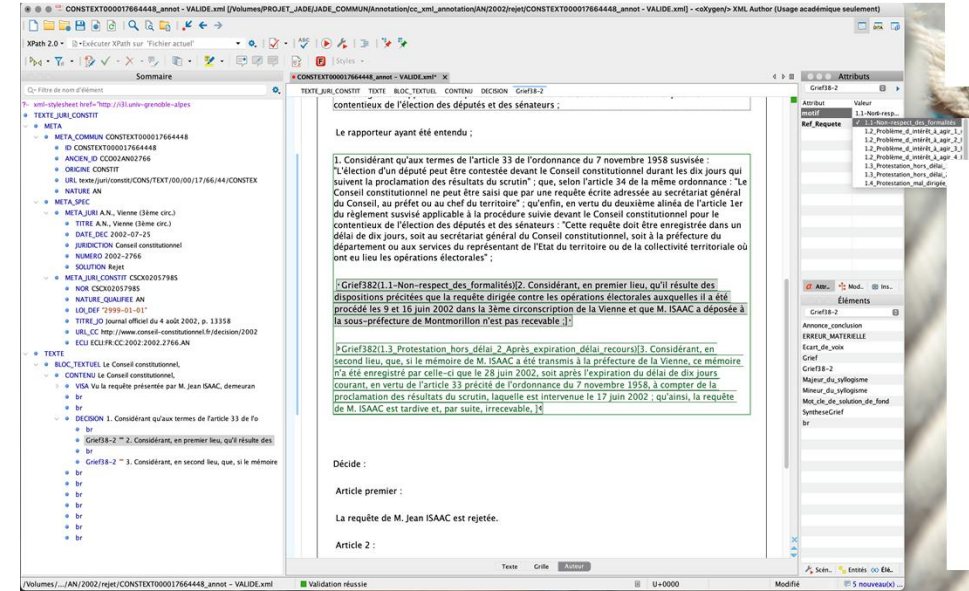 CONSTEXT000017664448_annot - VALIDE.xml [/Volumes/PROJET_JADE/JADE_COMMUN/Annotation/cc_xml_annotation/AN/2002/rejet/CONSTEXT000017664448_annot - VALIDE.xml] - <oXygen/> XML Author (Usage académique seulement)
XPath 2.0 Exécuter XPath sur 'Fichier actuel'
Styles
Sommaire
CONSTEXT000017664448_annot - VALIDE.xml* X
Attributs
Filtre de nom d'élément
TEXTE_JURI_CONSTIT TEXTE BLOC_TEXTUEL CONTENU DECISION Grief38-2
Grief38-2
xml-stylesheet href="http://i3l.univ-grenoble-alpes
TEXTE_JURI_CONSTIT
META
META_COMMUN CONSTEXT000017664448
ID CONSTEXT000017664448
ANCIEN_ID CC002AN02766
ORIGINE CONSTIT
URL texte/juri/constit/CONS/TEXT/00/00/17/66/44/CONSTEX
NATURE AN
META_SPEC
META_JURI A.N., Vienne (3ème circ.)
TITRE A.N., Vienne (3ème circ.)
DATE_DEC 2002-07-25
JURIDICTION Conseil constitutionnel
NUMERO 2002-2766
SOLUTION Rejet
META_JURI_CONSTIT CSCX0205798S
NOR CSCX0205798S
NATURE_QUALIFIEE AN
LOI_DEF "2999-01-01"
TITRE_JO Journal officiel du 4 août 2002, p. 13358
URL_CC http://www.conseil-constitutionnel.fr/decision/2002
ECLI ECLI:FR:CC:2002:2002.2766.AN
TEXTE
BLOC_TEXTUEL Le Conseil constitutionnel,
CONTENU Le Conseil constitutionnel,
VISA Vu la requête présentée par M. Jean ISAAC, demeuran
br
br
DECISION 1. Considérant qu'aux termes de l'article 33 de l'o
br
Grief38-2 "" 2. Considérant, en premier lieu, qu'il résulte des
br
Grief38-2 "" 3. Considérant, en second lieu, que, si le mémoire
br
br
br
br
br
br
br
contentieux de l'élection des députés et des sénateurs ;
Le rapporteur ayant été entendu ;
1. Considérant qu'aux termes de l'article 33 de l'ordonnance du 7 novembre 1958 susvisée :
"L'élection d'un député peut être contestée devant le Conseil constitutionnel durant les dix jours qui
suivent la proclamation des résultats du scrutin" ; que, selon l'article 34 de la même ordonnance : "Le
Conseil constitutionnel ne peut être saisi que par une requête écrite adressée au secrétariat général
du Conseil, au préfet ou au chef du territoire" ; qu'enfin, en vertu du deuxième alinéa de l'article 1er
du règlement susvisé applicable à la procédure suivie devant le Conseil constitutionnel pour le
contentieux de l'élection des députés et des sénateurs : "Cette requête doit être enregistrée dans un
délai de dix jours, soit au secrétariat général du Conseil constitutionnel, soit à la préfecture du
département ou aux services du représentant de l'Etat du territoire ou de la collectivité territoriale où
ont eu lieu les opérations électorales" ;
Grief382(1.1-Non-respect_des_formalités)[2. Considérant, en premier lieu, qu'il résulte des
dispositions précitées que la requête dirigée contre les opérations électorales auxquelles il a été
procédé les 9 et 16 juin 2002 dans la 3ème circonscription de la Vienne et que M. ISAAC a déposée à
la sous-préfecture de Montmorillon n'est pas recevable ;]
Grief382(1.3_Protestation_hors_délai_2_Après_expiration_délai_recours)[3. Considérant, en
second lieu, que, si le mémoire de M. ISAAC a été transmis à la préfecture de la Vienne, ce mémoire
n'a été enregistré par celle-ci que le 28 juin 2002, soit après l'expiration du délai de dix jours
courant, en vertu de l'article 33 précité de l'ordonnance du 7 novembre 1958, à compter de la
proclamation des résultats du scrutin, laquelle est intervenue le 17 juin 2002 ; qu'ainsi, la requête
de M. ISAAC est tardive et, par suite, irrecevable, ]
Décide :
Article premier :
La requête de M. Jean ISAAC est rejetée.
Article 2 :
Texte Grille Auteur
Attribut Valeur
motif 1.1-Non-resp...
Ref_Requete
✓ 1.1-Non-respect_des_formalités
1.2_Problème_d_intérêt_à_agir_1_
1.2_Problème_d_intérêt_à_agir_2_
1.2_Problème_d_intérêt_à_agir_3_
1.2_Problème_d_intérêt_à_agir_4_
1.3_Protestation_hors_délai_
1.3_Protestation_hors_délai_
1.4_Protestation_mal_dirigée_
Attr.. Mod.. Ins..
Éléments
Grief38-2
Annonce_conclusion
ERREUR_MATERIELLE
Ecart_de_voix
Grief
Grief38-2
Majeur_du_syllogisme
Mineur_du_syllogisme
Mot_cle_de_solution_de_fond
SyntheseGrief
br
Scén.. Entités Élé..
/Volumes/.../AN/2002/rejet/CONSTEXT000017664448_annot - VALIDE.xml
Validation réussie
U+0000
Modifié
5 nouveau(x) ...